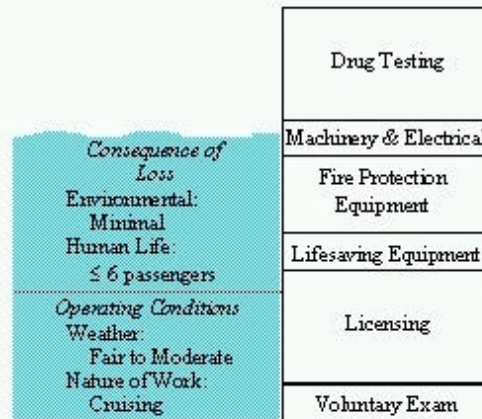 Consequence of
Loss
Environmental:
Minimal
Human Life:
≤ 6 passengers
Operating Conditions
Weather:
Fair to Moderate
Nature of Work:
Cruising
Drug Testing
Machinery & Electrical
Fire Protection
Equipment
Lifesaving Equipment
Licensing
Voluntary Exam